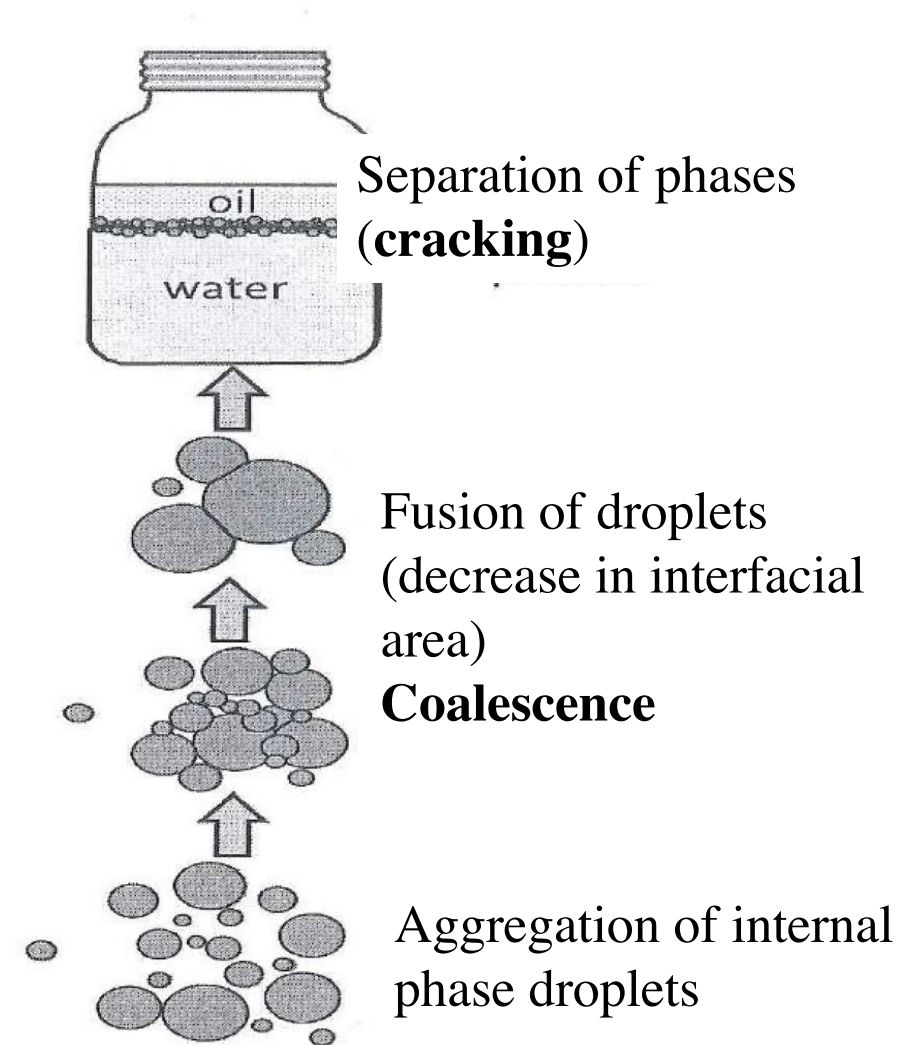 oil
water
Separation of phases
(cracking)
Fusion of droplets
(decrease in interfacial
area)
Coalescence
Aggregation of internal
phase droplets